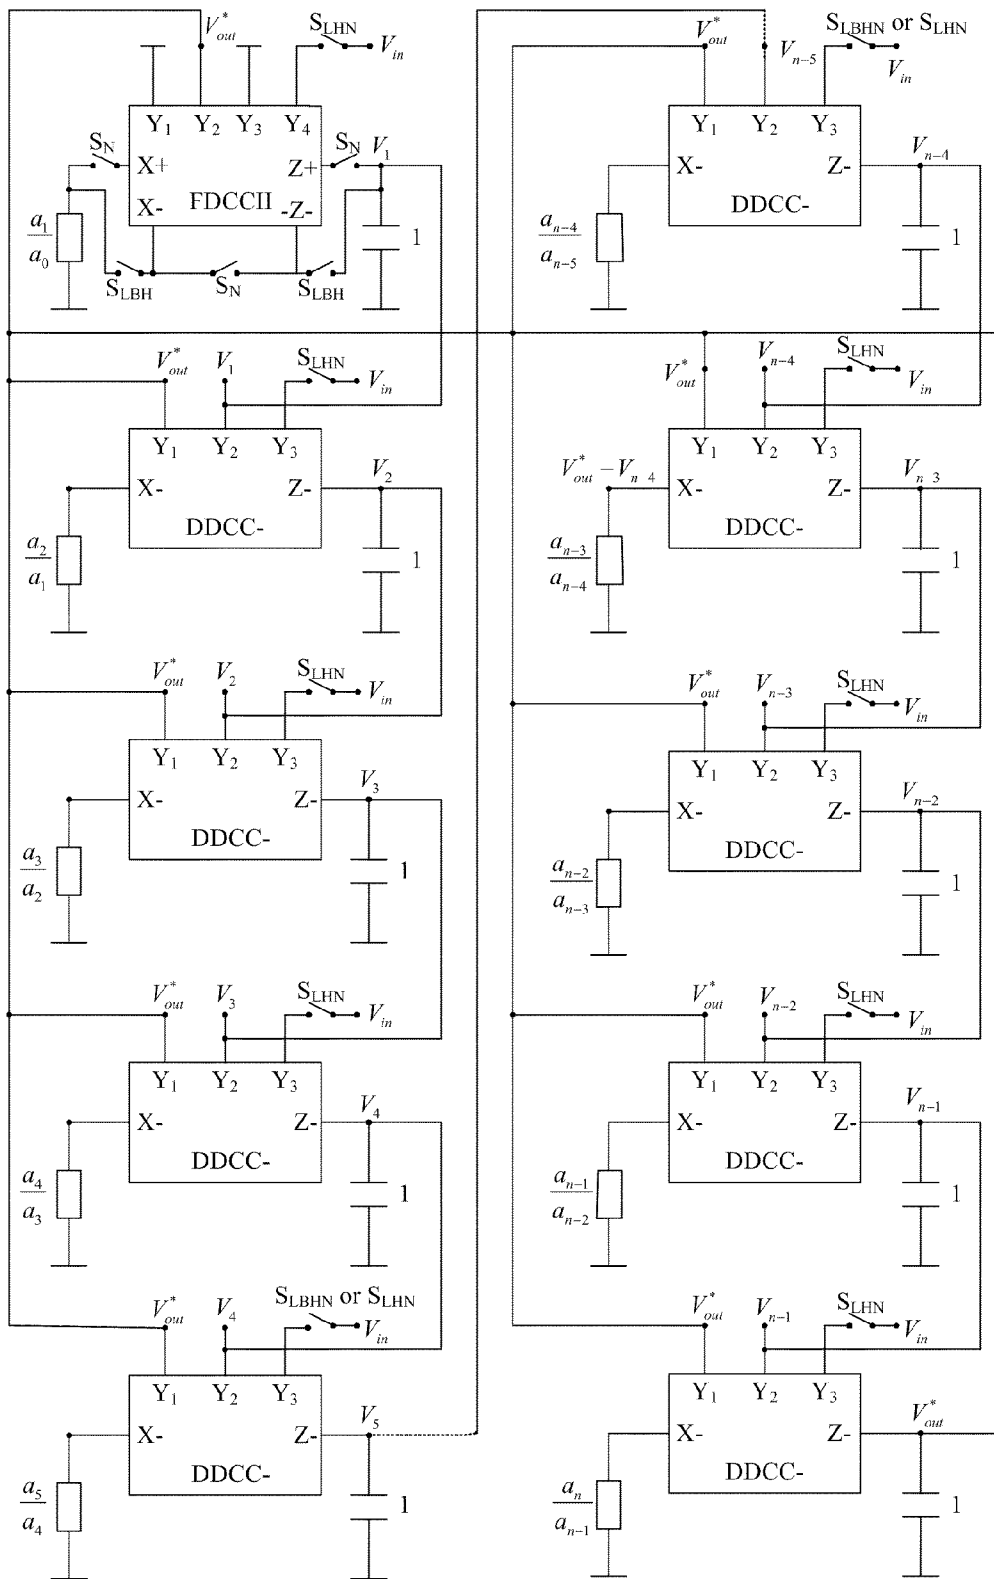 V*out
SLHN
Vin
Y1 Y2 Y3 Y4
SN
X+
Z+
SN
V1
FDCCII
X-
-Z-
a1/a0
1
SLBH
SN
SLBH
V*out
V1
SLHN
Vin
Y1 Y2 Y3
X-
Z-
V2
DDCC-
a2/a1
1
V*out
V2
SLHN
Vin
Y1 Y2 Y3
X-
Z-
V3
DDCC-
a3/a2
1
V*out
V3
SLHN
Vin
Y1 Y2 Y3
X-
Z-
V4
DDCC-
a4/a3
1
V*out
V4
SLBHN or SLHN
Vin
Y1 Y2 Y3
X-
Z-
V5
DDCC-
a5/a4
1
V*out
Vn-5
SLBHN or SLHN
Vin
Y1 Y2 Y3
X-
Z-
Vn-4
DDCC-
an-4/an-5
1
V*out
Vn-4
SLHN
Vin
Y1 Y2 Y3
V*out - Vn-4
X-
Z-
Vn-3
DDCC-
an-3/an-4
1
V*out
Vn-3
SLHN
Vin
Y1 Y2 Y3
X-
Z-
Vn-2
DDCC-
an-2/an-3
1
V*out
Vn-2
SLHN
Vin
Y1 Y2 Y3
X-
Z-
Vn-1
DDCC-
an-1/an-2
1
V*out
Vn-1
SLHN
Vin
Y1 Y2 Y3
X-
Z-
V*out
DDCC-
an/an-1
1